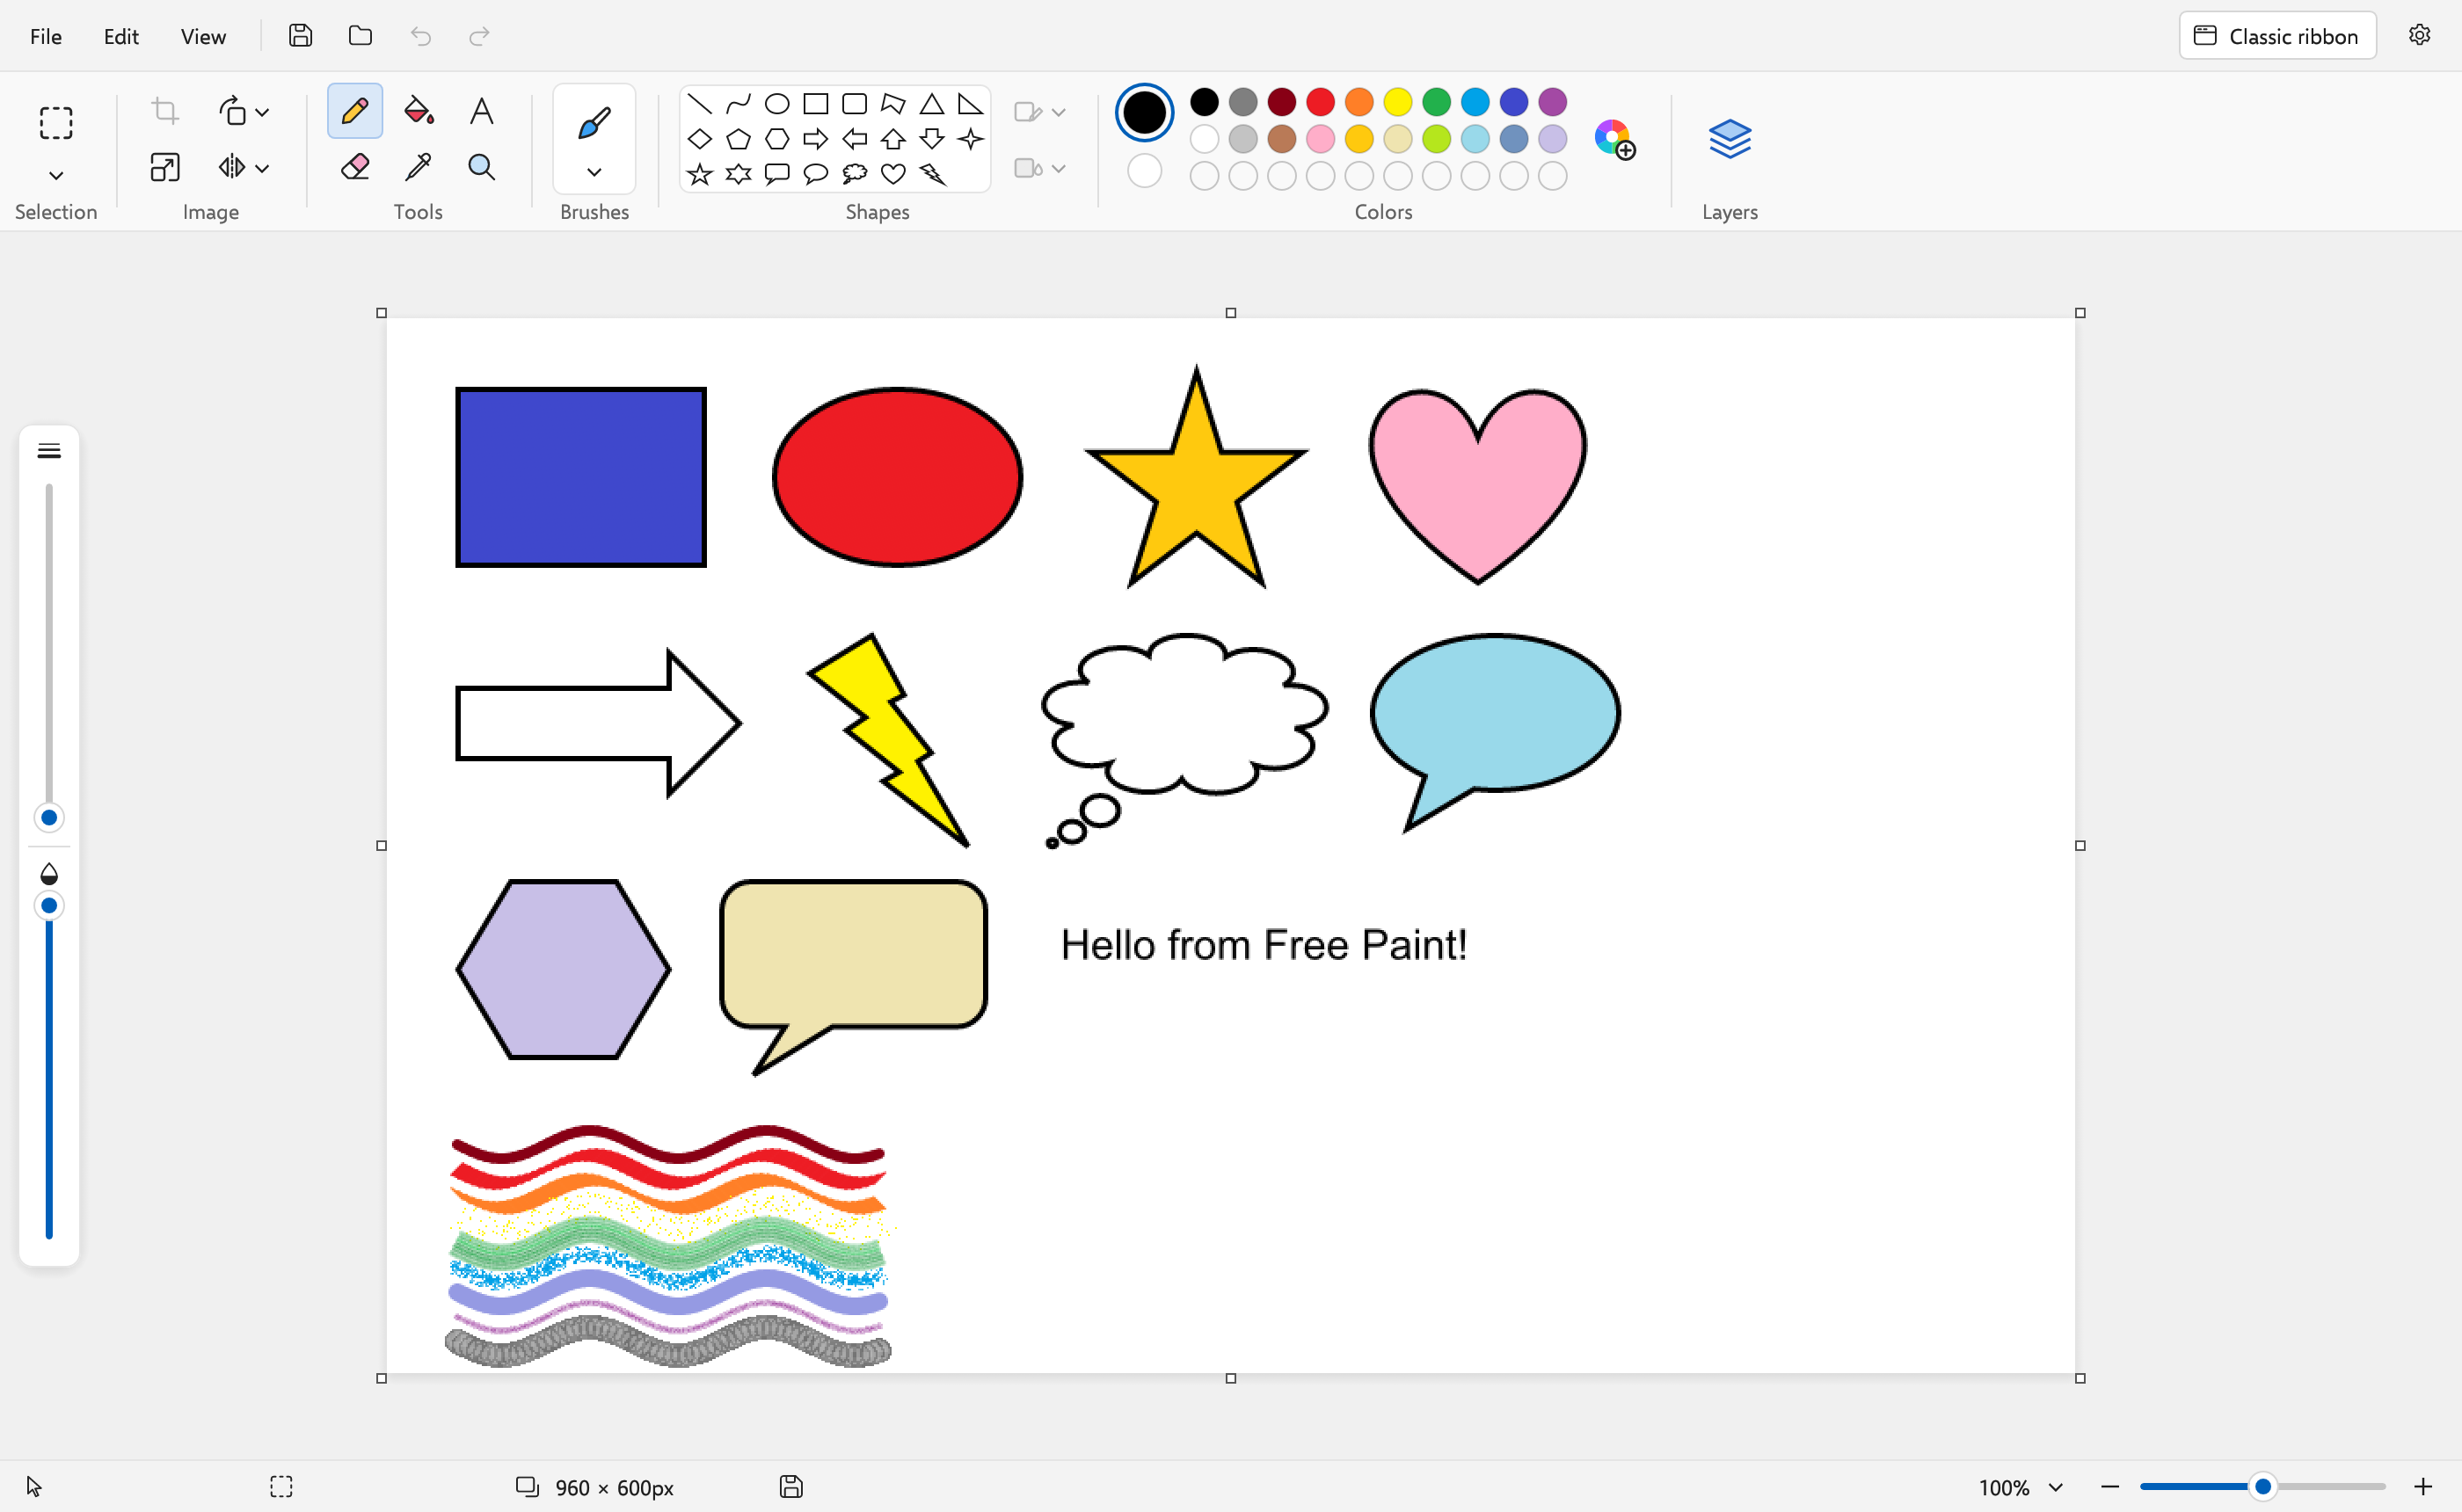 File Edit View Classic ribbon
Selection Image Tools Brushes Shapes Colors Layers
Hello from Free Paint!
960 × 600px 100%